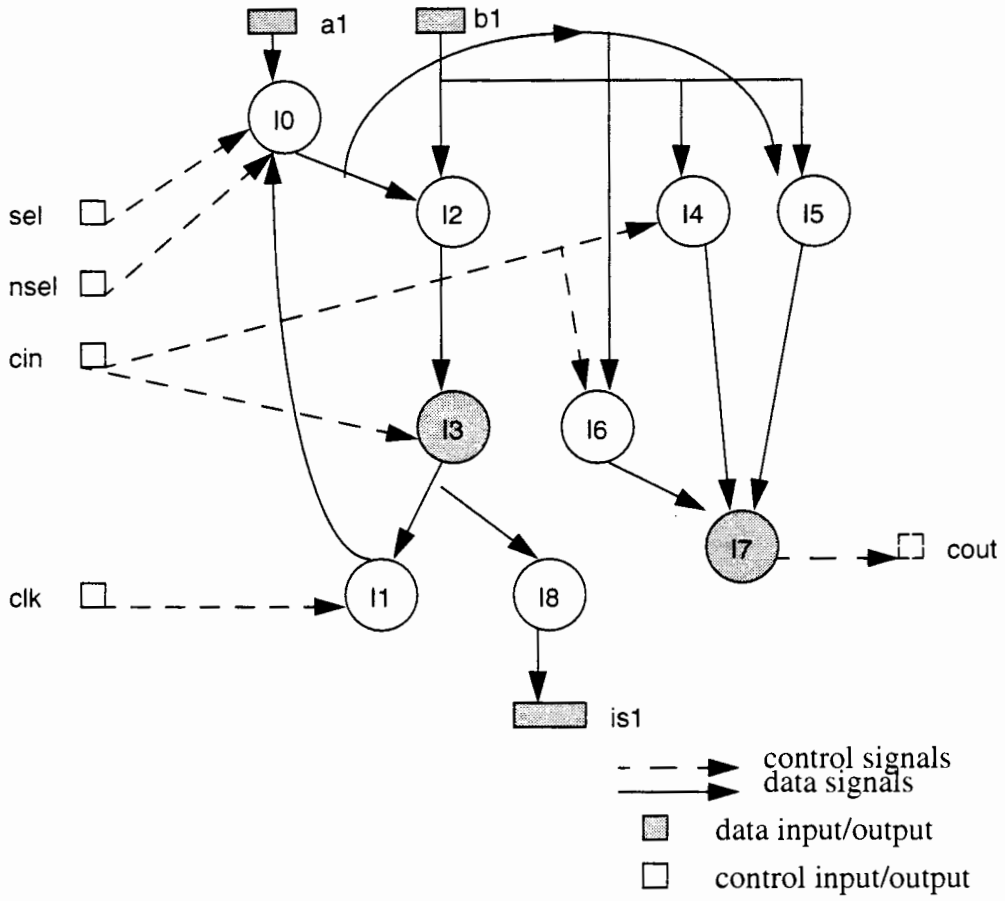 a1
b1
I0
sel
I2
I4
I5
nsel
cin
I3
I6
I7
cout
clk
I1
I8
is1
control signals
data signals
data input/output
control input/output